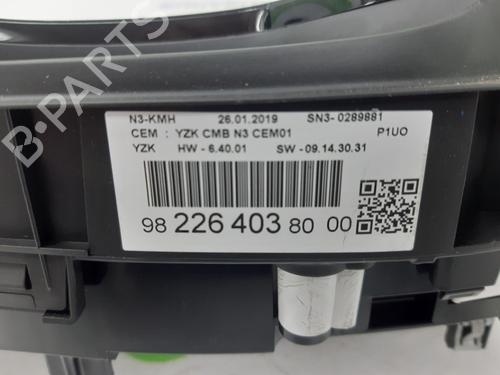 B-PARTS
N3-KMH 26.01.2019 SN3- 0289881
CEM : YZK CMB N3 CEM01 P1UO
YZK HW - 6.40.01 SW - 09.14.30.31
98 226 403 80 00